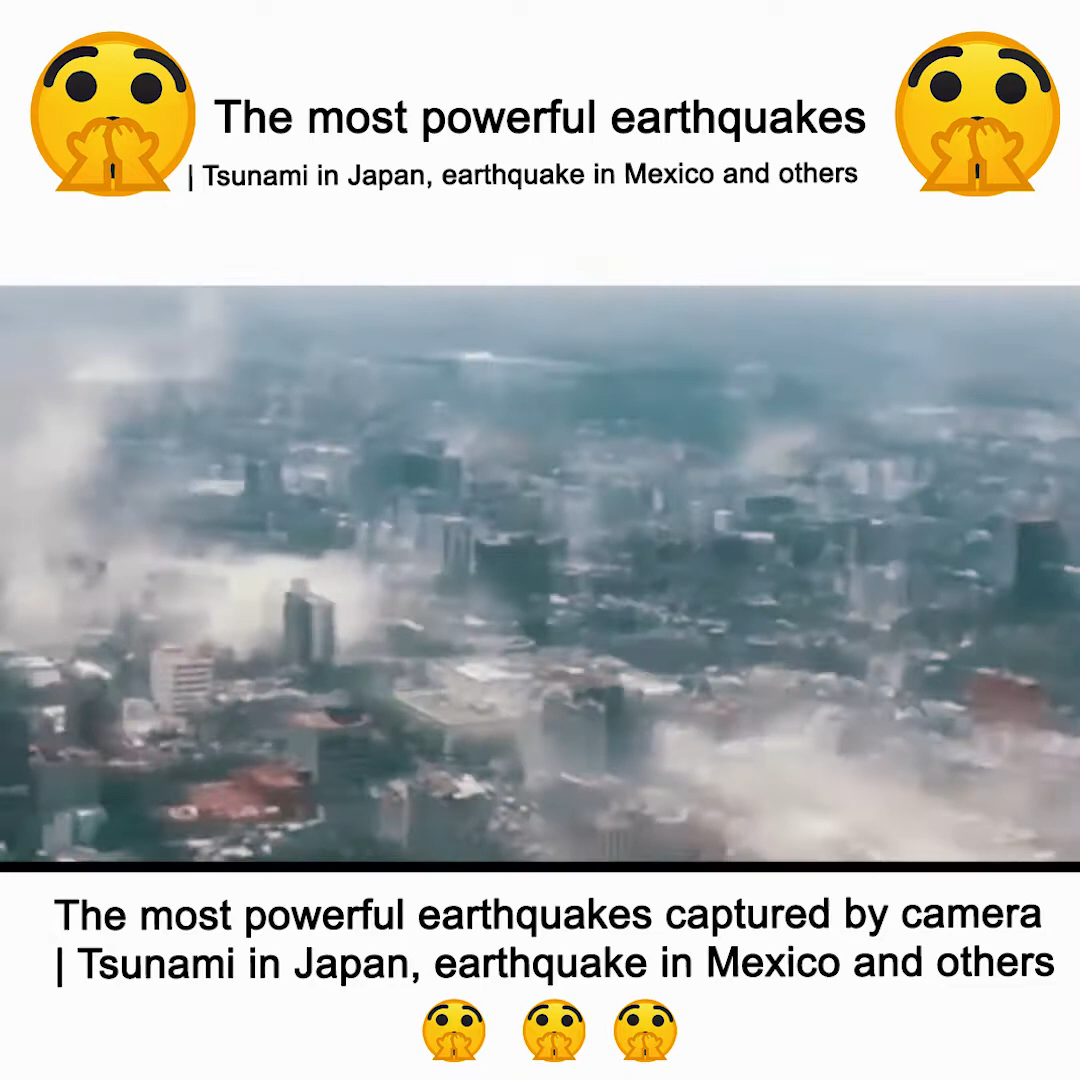 The most powerful earthquakes
| Tsunami in Japan, earthquake in Mexico and others
The most powerful earthquakes captured by camera
| Tsunami in Japan, earthquake in Mexico and others